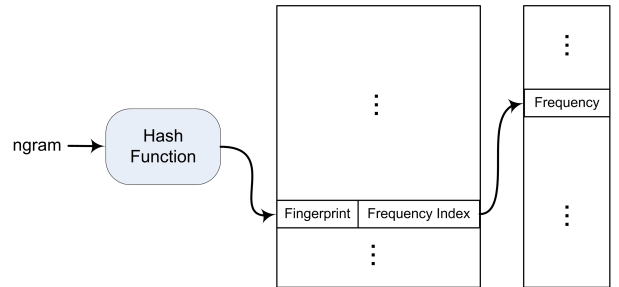 ngram
Hash
Function
Fingerprint
Frequency Index
Frequency